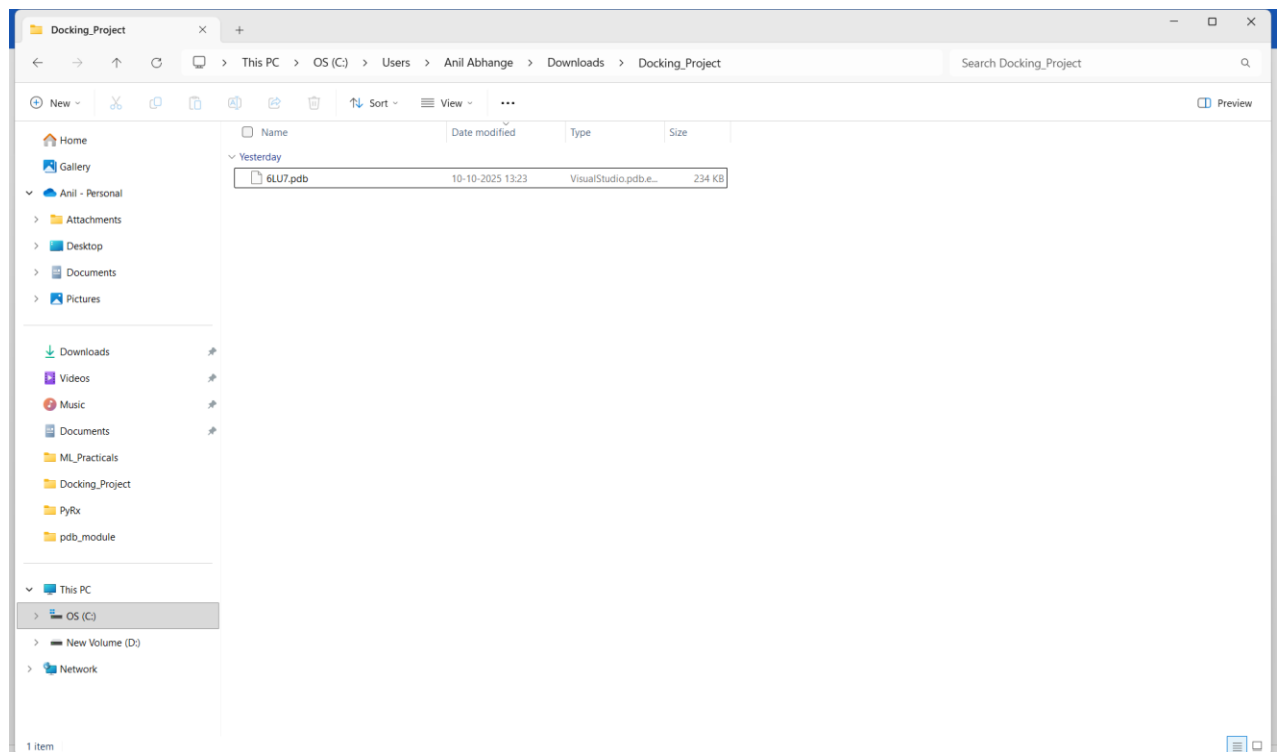 Docking_Project
This PC > OS (C:) > Users > Anil Abhange > Downloads > Docking_Project
Search Docking_Project
New
Sort
View
Preview
Name Date modified Type Size
Yesterday
6LU7.pdb 10-10-2025 13:23 VisualStudio.pdb.e... 234 KB
Home
Gallery
Anil - Personal
Attachments
Desktop
Documents
Pictures
Downloads
Videos
Music
Documents
ML_Practicals
Docking_Project
PyRx
pdb_module
This PC
OS (C:)
New Volume (D:)
Network
1 item